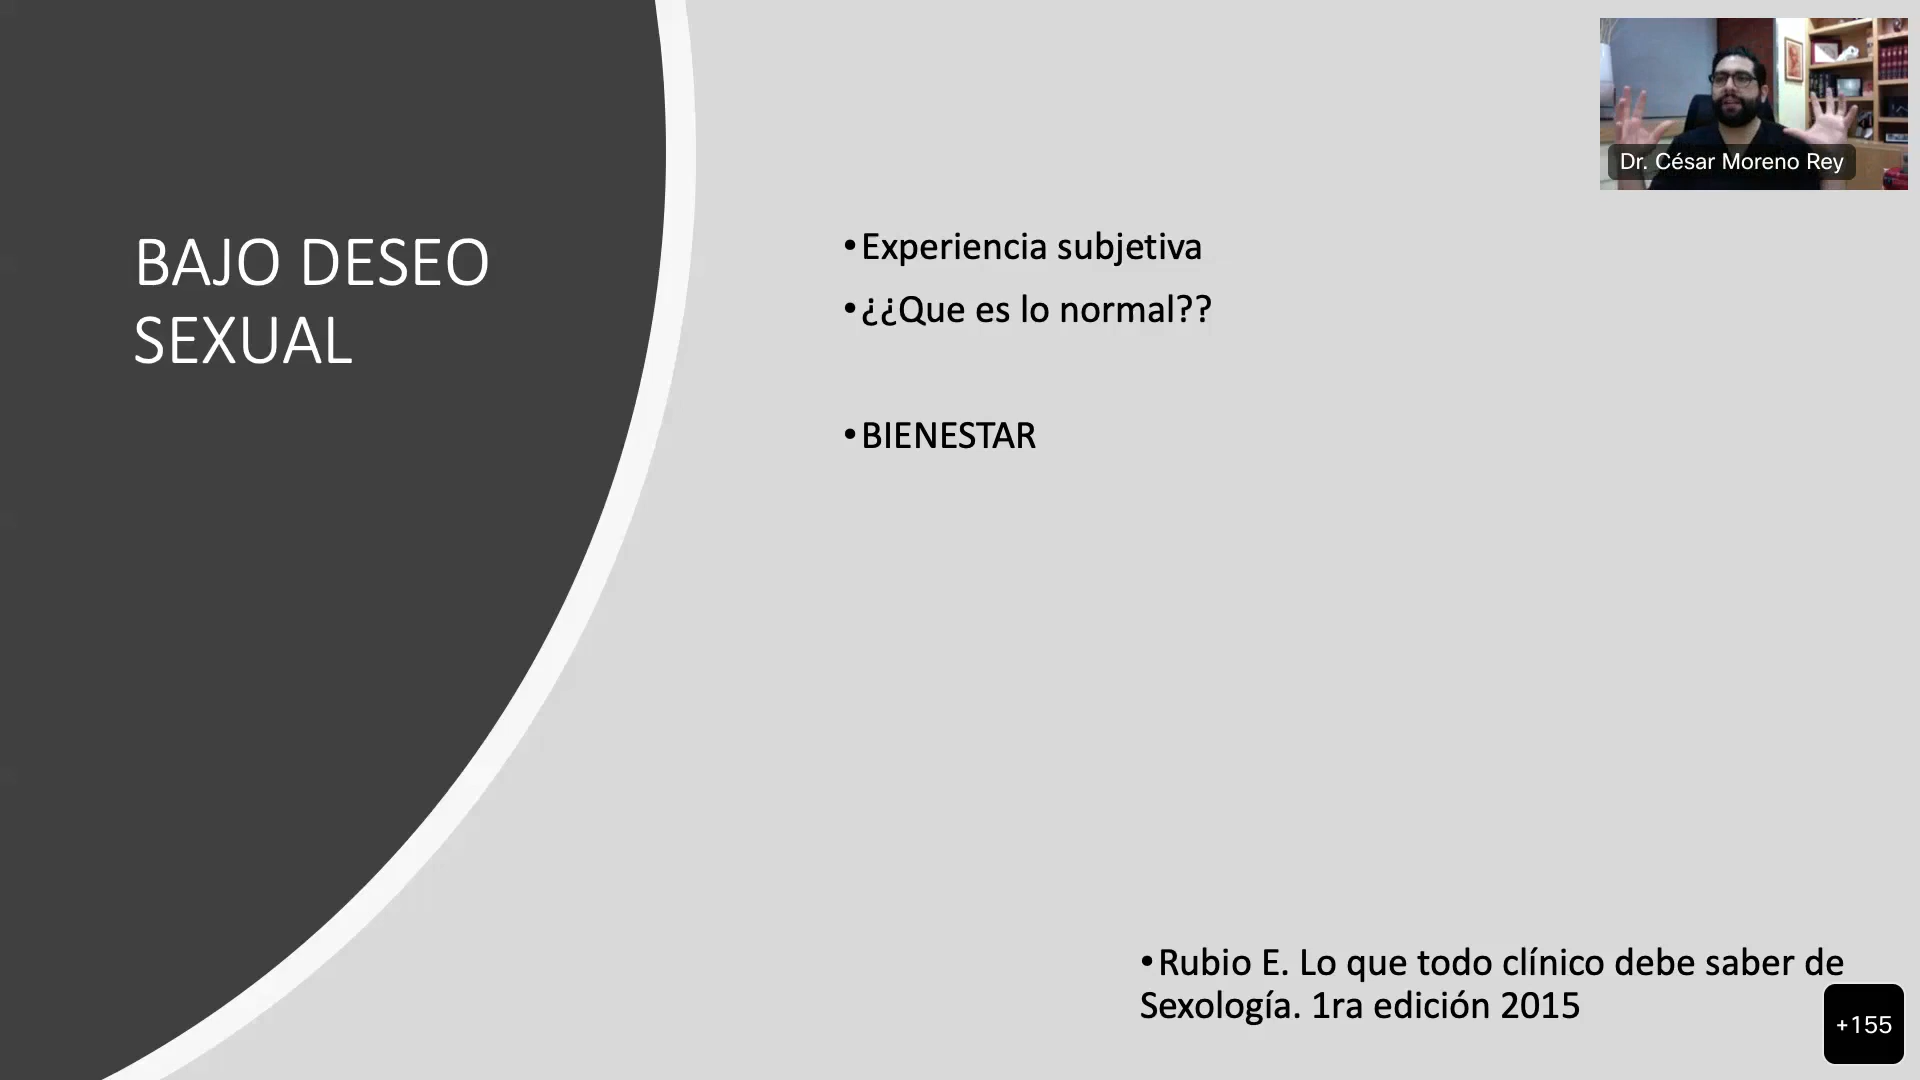 BAJO DESEO
SEXUAL
•Experiencia subjetiva
•¿¿Que es lo normal??
•BIENESTAR
•Rubio E. Lo que todo clínico debe saber de
Sexología. 1ra edición 2015
Dr. César Moreno Rey
+155